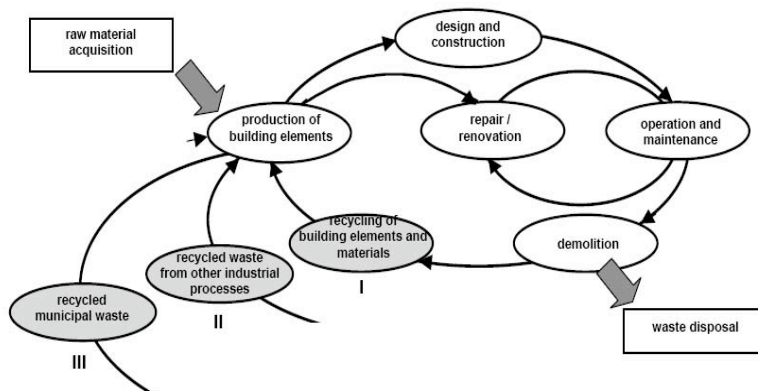 raw material
acquisition
design and
construction
production of
building elements
repair /
renovation
operation and
maintenance
recycling of
building elements and
materials
I
demolition
recycled waste
from other industrial
processes
II
recycled
municipal waste
III
waste disposal